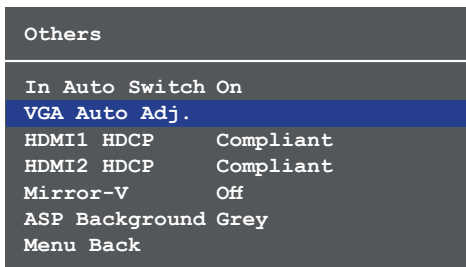 Others
In Auto Switch On
VGA Auto Adj.
HDMI1 HDCP Compliant
HDMI2 HDCP Compliant
Mirror-V Off
ASP Background Grey
Menu Back